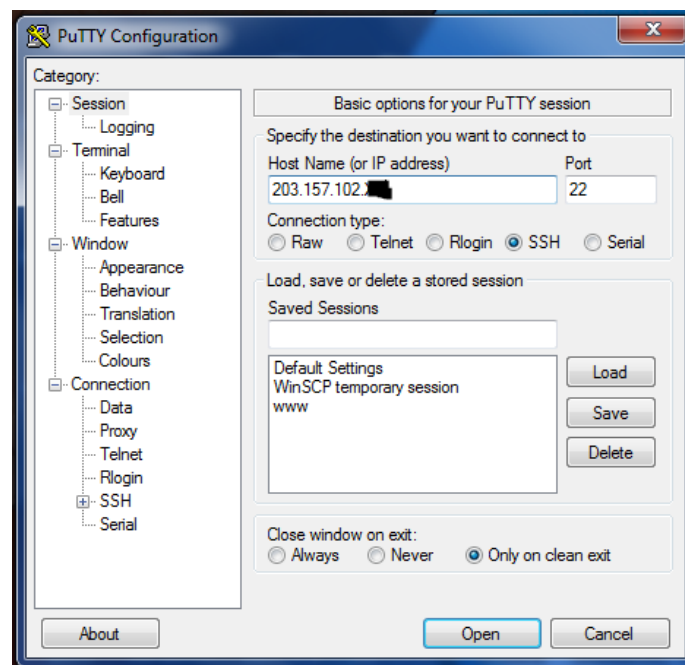 PuTTY Configuration
Category:
Session
Logging
Terminal
Keyboard
Bell
Features
Window
Appearance
Behaviour
Translation
Selection
Colours
Connection
Data
Proxy
Telnet
Rlogin
SSH
Serial
Basic options for your PuTTY session
Specify the destination you want to connect to
Host Name (or IP address) Port
203.157.102. 22
Connection type:
Raw Telnet Rlogin SSH Serial
Load, save or delete a stored session
Saved Sessions
Default Settings
WinSCP temporary session
www
Load
Save
Delete
Close window on exit:
Always Never Only on clean exit
About Open Cancel